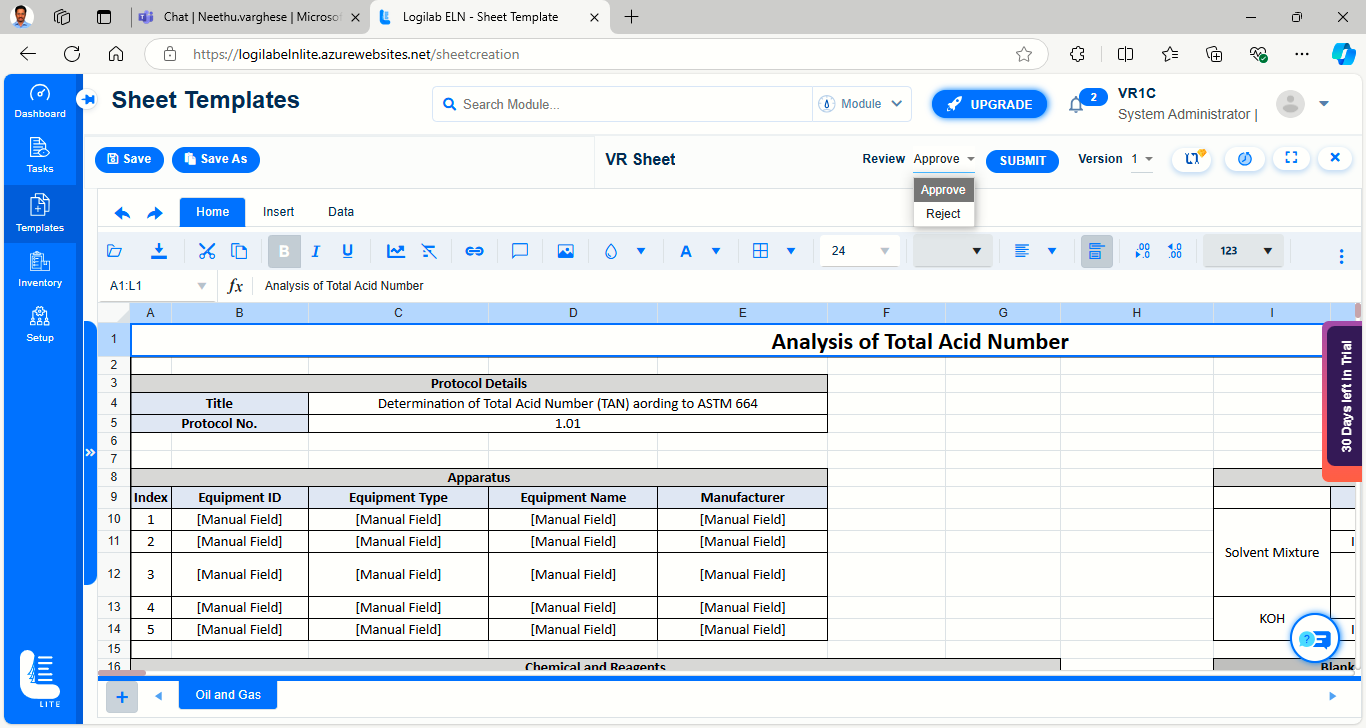 Chat | Neethu.varghese | Microsof
Logilab ELN - Sheet Template
https://logilabelnlite.azurewebsites.net/sheetcreation
Dashboard
Tasks
Templates
Inventory
Setup
LITE
Sheet Templates
Search Module...
Module
UPGRADE
2
VR1C
System Administrator |
Save
Save As
VR Sheet
Review Approve
SUBMIT
Version 1
Approve
Reject
Home Insert Data
B I U A 24 .00 .0 .00 123
A1:L1 fx Analysis of Total Acid Number
A B C D E F G H I
1 Analysis of Total Acid Number
2
3 Protocol Details
4 Title Determination of Total Acid Number (TAN) aording to ASTM 664
5 Protocol No. 1.01
6
7
8 Apparatus
9 Index Equipment ID Equipment Type Equipment Name Manufacturer
10 1 [Manual Field] [Manual Field] [Manual Field] [Manual Field]
11 2 [Manual Field] [Manual Field] [Manual Field] [Manual Field]
Solvent Mixture
12 3 [Manual Field] [Manual Field] [Manual Field] [Manual Field]
13 4 [Manual Field] [Manual Field] [Manual Field] [Manual Field]
KOH
14 5 [Manual Field] [Manual Field] [Manual Field] [Manual Field]
15
16 Chemical and Reagents Blank
30 Days left in Trial
Oil and Gas